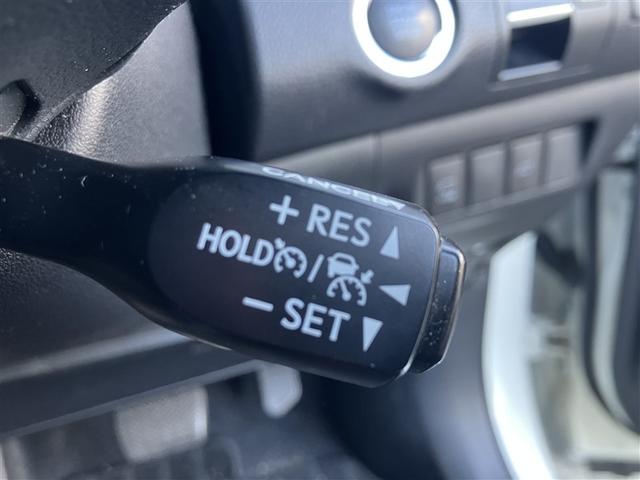 CANCEL
+ RES
HOLD /
− SET